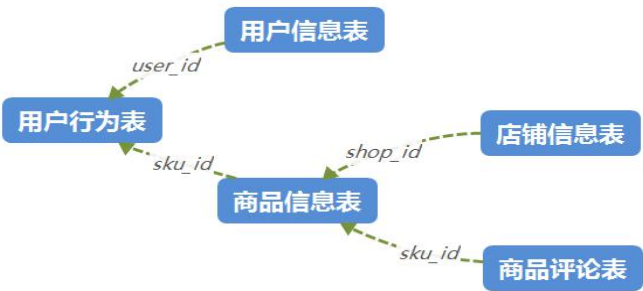 用户信息表
user_id
用户行为表
店铺信息表
shop_id
sku_id
商品信息表
sku_id
商品评论表